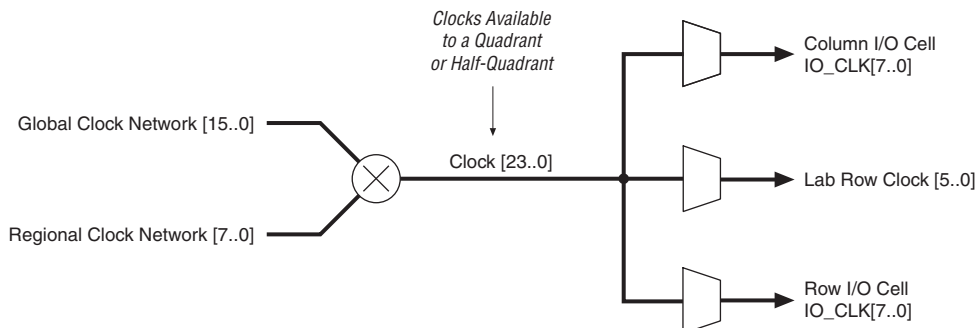 Clocks Available
to a Quadrant
or Half-Quadrant
Column I/O Cell
IO_CLK[7..0]
Global Clock Network [15..0]
Clock [23..0]
Lab Row Clock [5..0]
Regional Clock Network [7..0]
Row I/O Cell
IO_CLK[7..0]